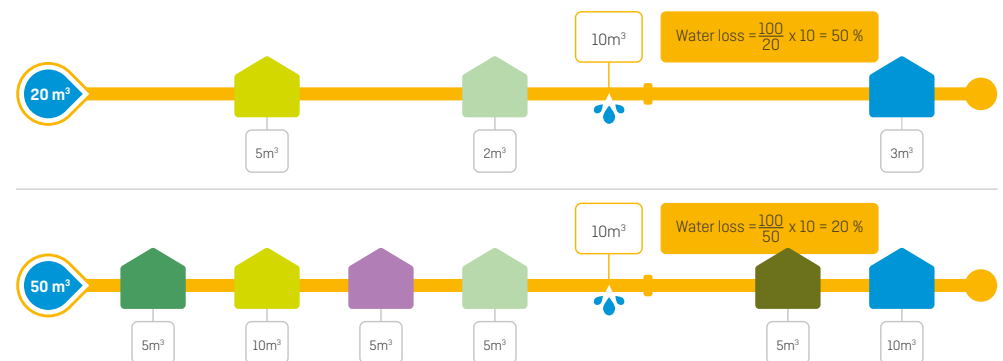 10m³
Water loss = 100/20 x 10 = 50 %
20 m³
5m³
2m³
3m³
10m³
Water loss = 100/50 x 10 = 20 %
50 m³
5m³
10m³
5m³
5m³
5m³
10m³